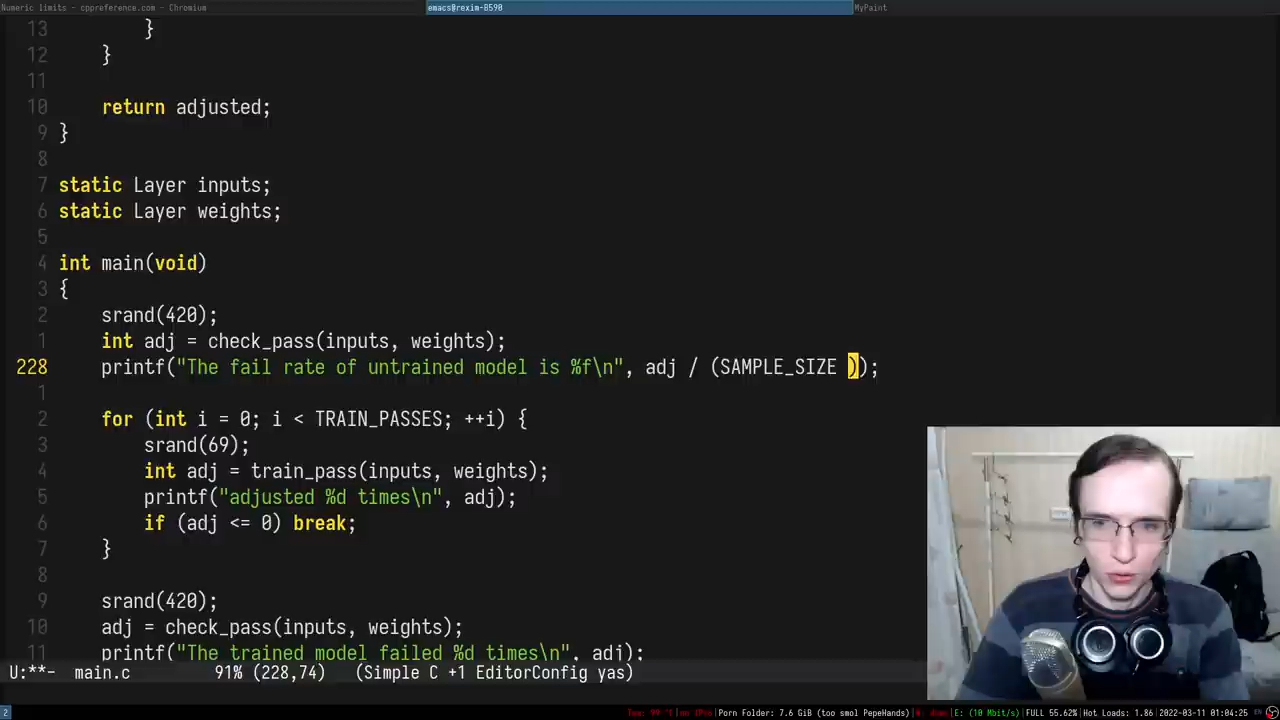 Numeric limits - cppreference.com - Chromium emacs@rexim-B590 MyPaint
13 }
12 }
11
10 return adjusted;
9 }
8
7 static Layer inputs;
6 static Layer weights;
5
4 int main(void)
3 {
2 srand(420);
1 int adj = check_pass(inputs, weights);
228 printf("The fail rate of untrained model is %f\n", adj / (SAMPLE_SIZE ));
1
2 for (int i = 0; i < TRAIN_PASSES; ++i) {
3 srand(69);
4 int adj = train_pass(inputs, weights);
5 printf("adjusted %d times\n", adj);
6 if (adj <= 0) break;
7 }
8
9 srand(420);
10 adj = check_pass(inputs, weights);
11 printf("The trained model failed %d times\n", adj);
U:**- main.c 91% (228,74) (Simple C +1 EditorConfig yas)
2 Porn Folder: 7.6 GiB (too smol PepeHands) E: (10 Mbit/s) FULL 55.62% Hot Loads: 1.86 2022-03-11 01:04:25 EN